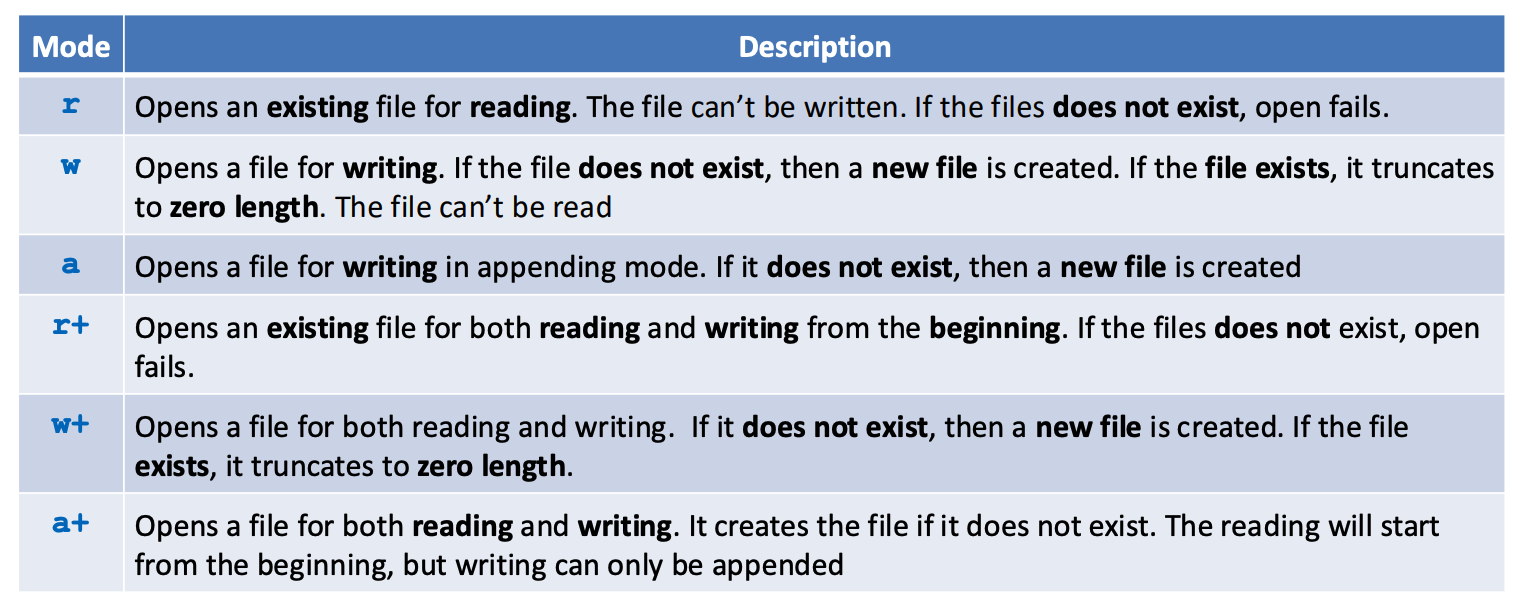 Mode Description
r Opens an existing file for reading. The file can’t be written. If the files does not exist, open fails.
w Opens a file for writing. If the file does not exist, then a new file is created. If the file exists, it truncates
to zero length. The file can’t be read
a Opens a file for writing in appending mode. If it does not exist, then a new file is created
r+ Opens an existing file for both reading and writing from the beginning. If the files does not exist, open
fails.
w+ Opens a file for both reading and writing.  If it does not exist, then a new file is created. If the file
exists, it truncates to zero length.
a+ Opens a file for both reading and writing. It creates the file if it does not exist. The reading will start
from the beginning, but writing can only be appended